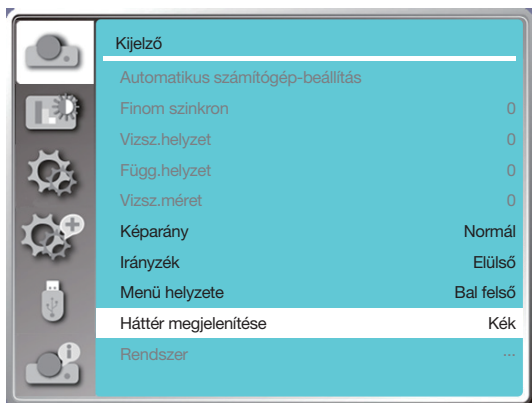 Kijelző
Automatikus számítógép-beállítás
Finom szinkron 0
Vizsz.helyzet 0
Függ.helyzet 0
Vizsz.méret 0
Képarány Normál
Irányzék Elülső
Menü helyzete Bal felső
Háttér megjelenítése Kék
Rendszer ...